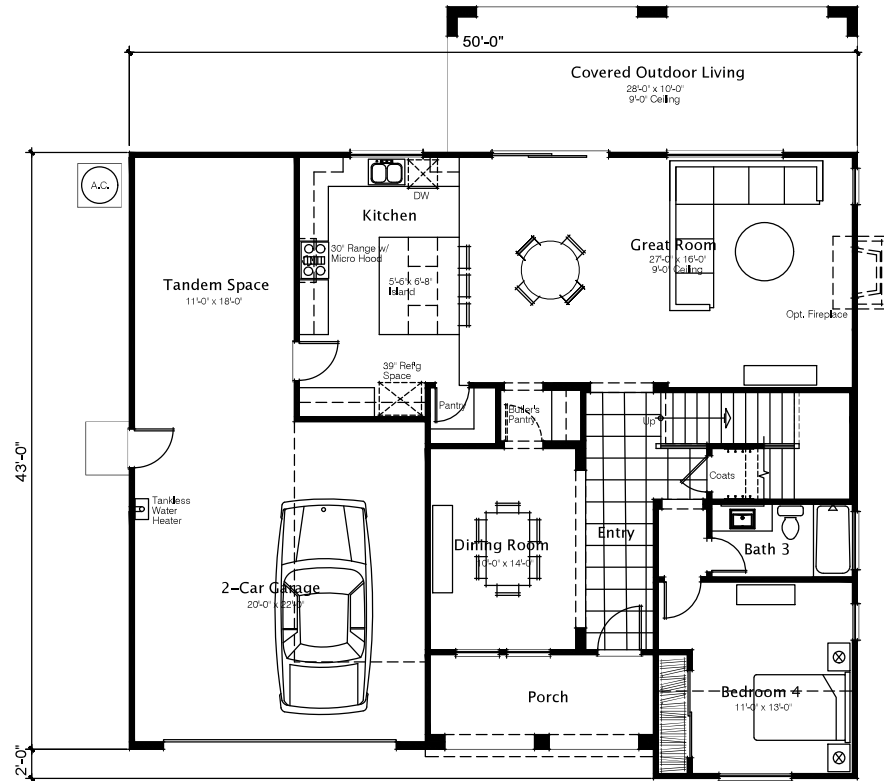 50'-0"
Covered Outdoor Living
28'-0" x 10'-0"
9'-0" Ceiling
A.C.
DW
Kitchen
30" Range w/
Micro Hood
Great Room
27'-0" x 16'-0"
9'-0" Ceiling
Tandem Space
11'-0" x 18'-0"
5'-6" x 6'-8"
Island
Opt. Fireplace
39" Refig
Space
Pantry
Butler's
Pantry
Up
43'-0"
Coats
Tankless
Water
Heater
Entry
Dining Room
10'-0" x 14'-0"
Bath 3
2-Car Garage
20'-0" x 22'-0"
Porch
Bedroom 4
11'-0" x 13'-0"
2'-0"